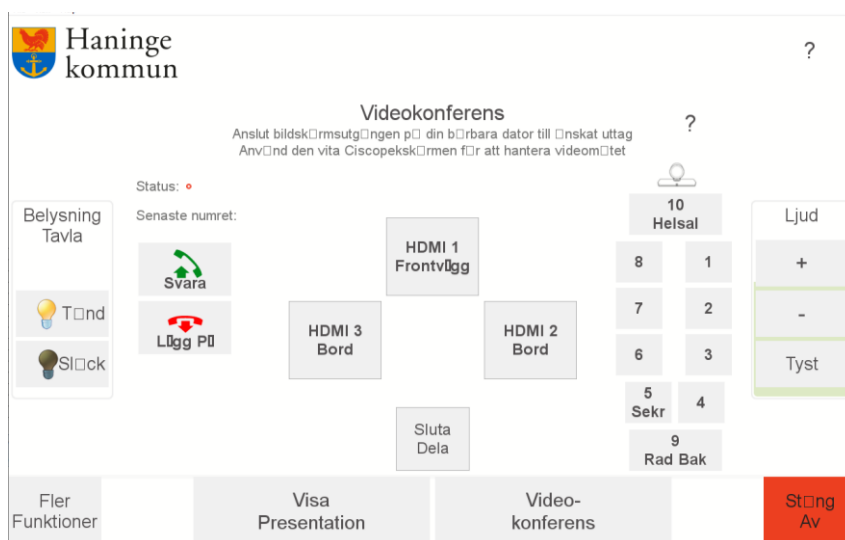 Haninge
kommun
?
Videokonferens
Anslut bildsk□rmsutg□ngen p□ din b□rbara dator till □nskat uttag
Anv□nd den vita Ciscopeksk□rmen f□r att hantera videom□tet
?
Status:
Senaste numret:
Belysning
Tavla
T□nd
Sl□ck
Svara
L□gg P□
HDMI 1
Frontv□gg
HDMI 3
Bord
HDMI 2
Bord
Sluta
Dela
10
Helsal
8 1
7 2
6 3
5
Sekr
4
9
Rad Bak
Ljud
+
-
Tyst
Fler
Funktioner
Visa
Presentation
Video-
konferens
St□ng
Av